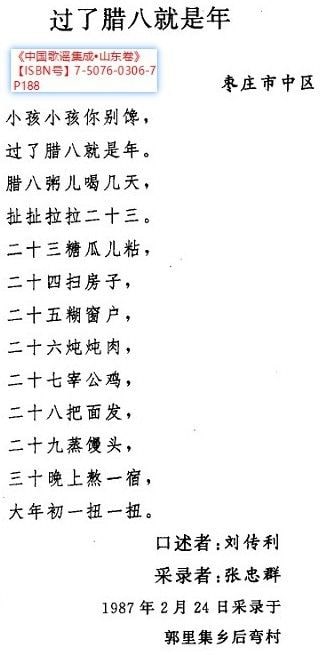 过了腊八就是年
《中国歌谣集成•山东卷》
【ISBN号】7-5076-0306-7
P188
枣庄市中区
小孩小孩你别馋，
过了腊八就是年。
腊八粥儿喝几天，
扯扯拉拉二十三。
二十三糖瓜儿粘，
二十四扫房子，
二十五糊窗户，
二十六炖炖肉，
二十七宰公鸡，
二十八把面发，
二十九蒸馒头，
三十晚上熬一宿，
大年初一扭一扭。
口述者：刘传利
采录者：张忠群
1987年2月24日采录于
郭里集乡后弯村